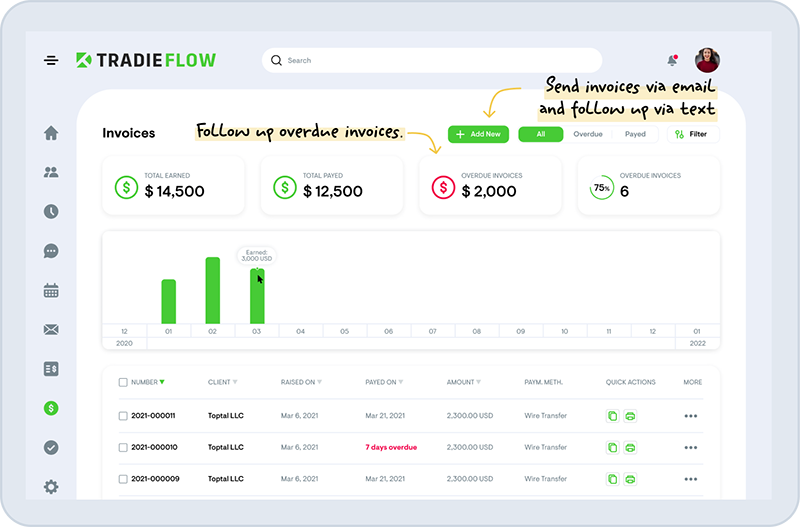 TRADIEFLOW
Search
Send invoices via email
and follow up via text
Invoices
Follow up overdue invoices.
+ Add New
All
Overdue
Payed
Filter
TOTAL EARNED
$ 14,500
TOTAL PAYED
$ 12,500
OVERDUE INVOICES
$ 2,000
75%
OVERDUE INVOICES
6
Earned:
3,000 USD
12 01 02 03 04 05 06 07 08 09 10 11 12 01
2020 2022
NUMBER CLIENT RAISED ON PAYED ON AMOUNT PAYM. METH. QUICK ACTIONS MORE
2021-000011 Toptal LLC Mar 6, 2021 Mar 21, 2021 2,300.00 USD Wire Transfer
2021-000010 Toptal LLC Mar 6, 2021 7 days overdue 2,300.00 USD Wire Transfer
2021-000009 Toptal LLC Mar 6, 2021 Mar 21, 2021 2,300.00 USD Wire Transfer